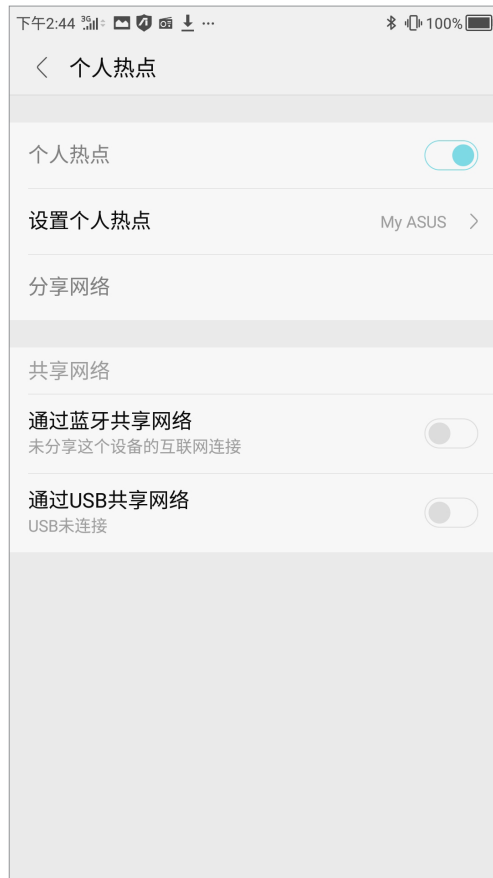 下午2:44 3G ... 100%
个人热点
个人热点
设置个人热点 My ASUS
分享网络
共享网络
通过蓝牙共享网络
未分享这个设备的互联网连接
通过USB共享网络
USB未连接